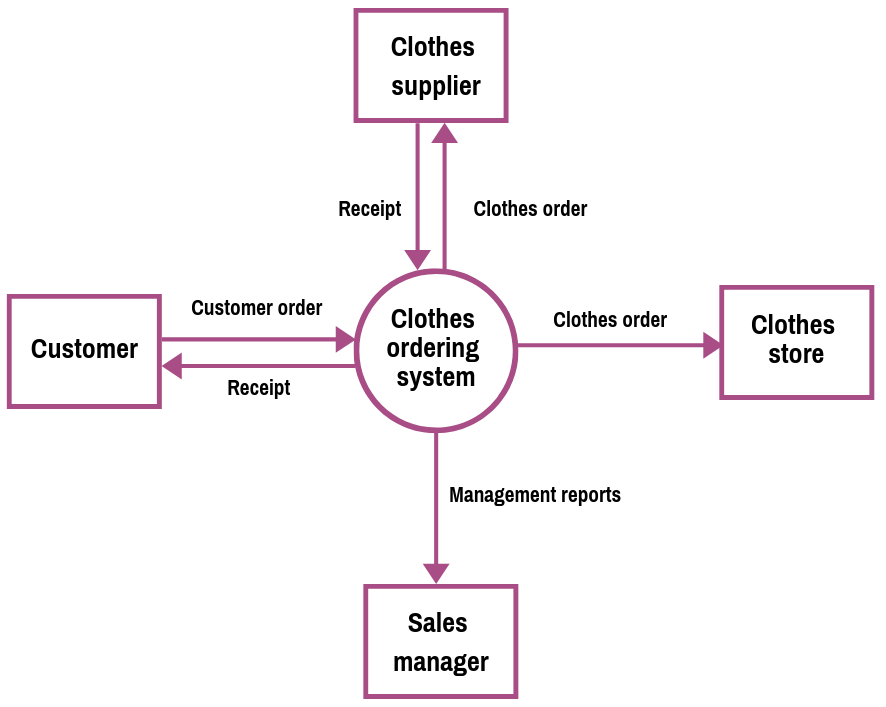 Clothes
supplier
Receipt
Clothes order
Customer order
Clothes
ordering
system
Clothes order
Clothes
store
Customer
Receipt
Management reports
Sales
manager